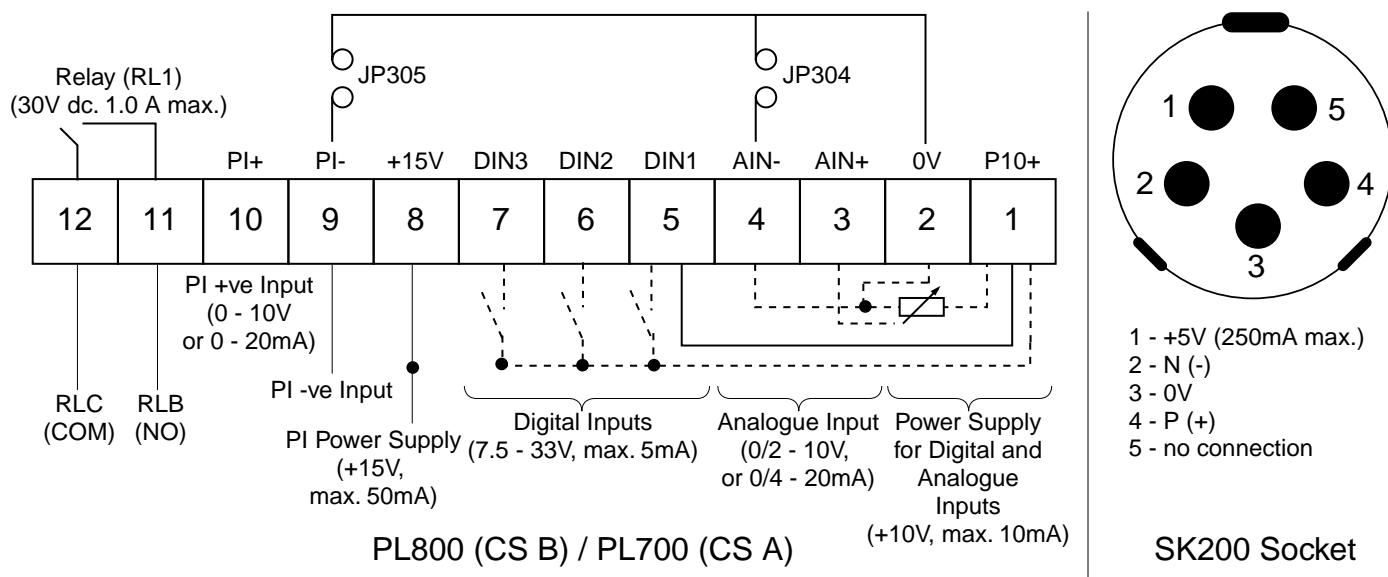 Relay (RL1)
(30V dc. 1.0 A max.)
JP305
JP304
PI+
PI-
+15V
DIN3
DIN2
DIN1
AIN-
AIN+
0V
P10+
12
11
10
9
8
7
6
5
4
3
2
1
PI +ve Input
(0 - 10V
or 0 - 20mA)
RLC
(COM)
RLB
(NO)
PI -ve Input
PI Power Supply
(+15V,
max. 50mA)
Digital Inputs
(7.5 - 33V, max. 5mA)
Analogue Input
(0/2 - 10V,
or 0/4 - 20mA)
Power Supply
for Digital and
Analogue
Inputs
(+10V, max. 10mA)
PL800 (CS B) / PL700 (CS A)
1
5
2
4
3
1 - +5V (250mA max.)
2 - N (-)
3 - 0V
4 - P (+)
5 - no connection
SK200 Socket